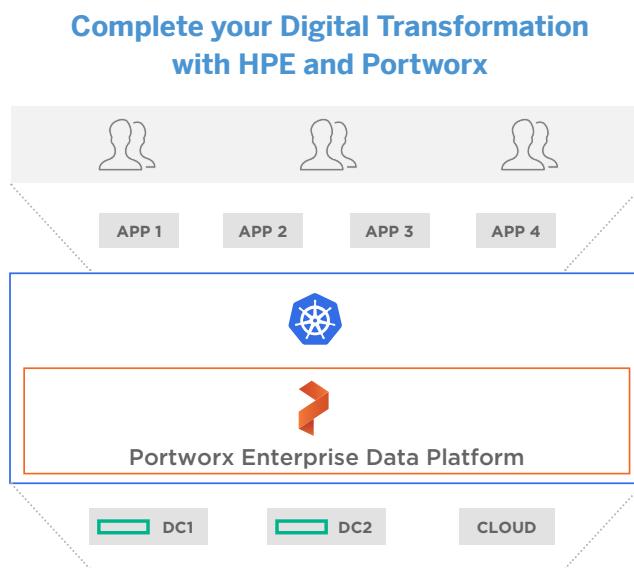 Complete your Digital Transformation
with HPE and Portworx
APP 1
APP 2
APP 3
APP 4
Portworx Enterprise Data Platform
DC1
DC2
CLOUD